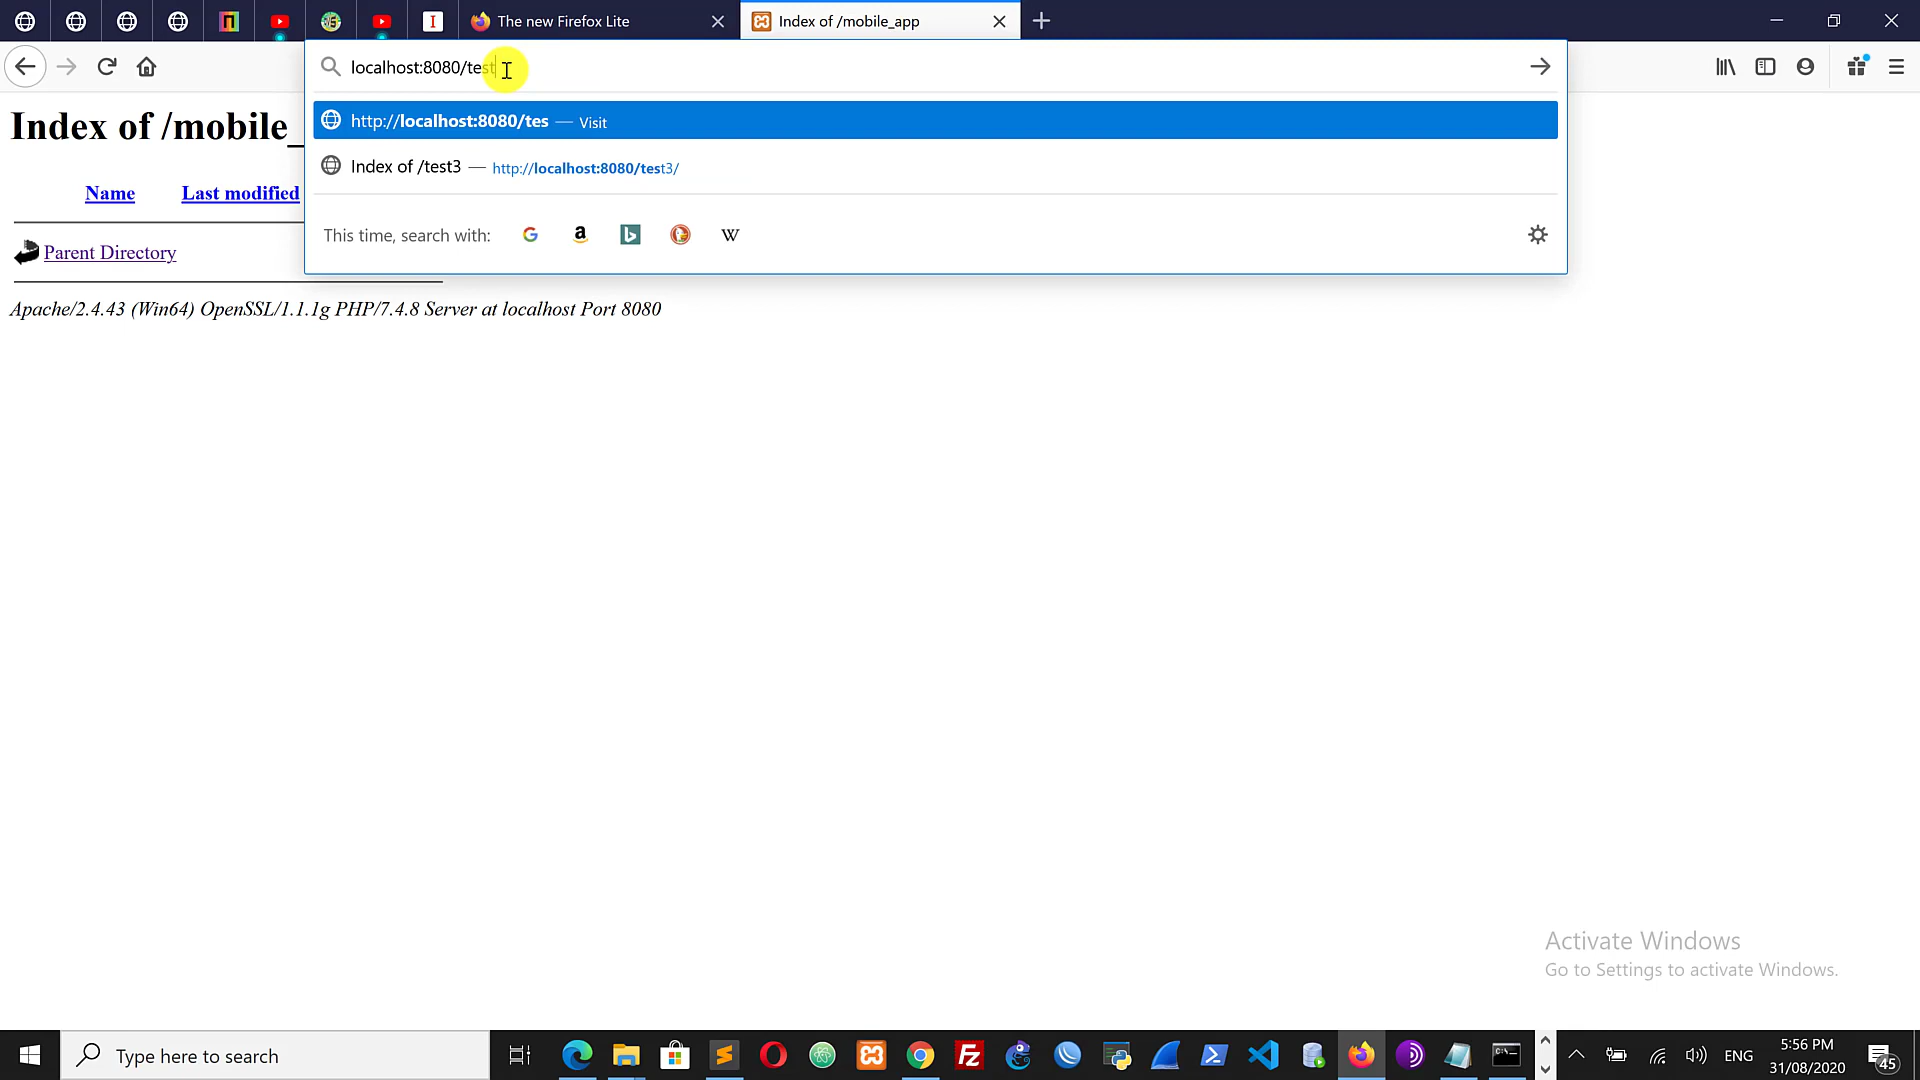 The new Firefox Lite
Index of /mobile_app
localhost:8080/test
http://localhost:8080/tes — Visit
Index of /test3 — http://localhost:8080/test3/
This time, search with:
Index of /mobile_
Name Last modified
Parent Directory
Apache/2.4.43 (Win64) OpenSSL/1.1.1g PHP/7.4.8 Server at localhost Port 8080
Activate Windows
Go to Settings to activate Windows.
Type here to search
ENG
5:56 PM
31/08/2020
45